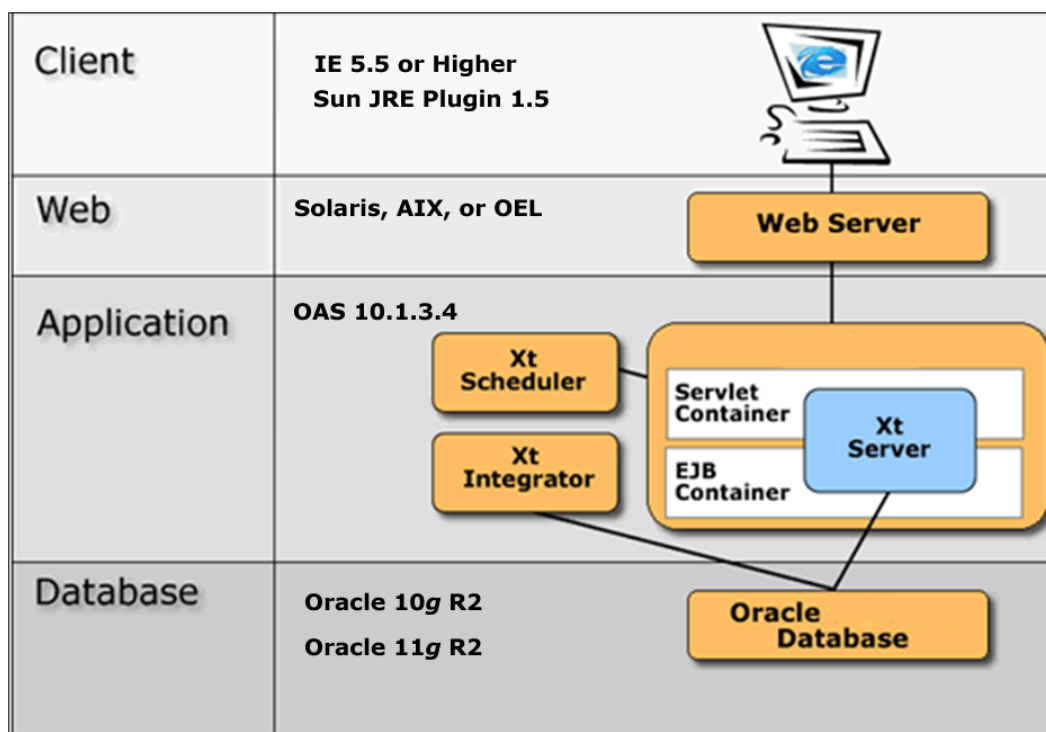 Client
IE 5.5 or Higher
Sun JRE Plugin 1.5
Web
Solaris, AIX, or OEL
Web Server
Application
OAS 10.1.3.4
Xt
Scheduler
Servlet
Container
Xt
Server
Xt
Integrator
EJB
Container
Database
Oracle 10g R2
Oracle 11g R2
Oracle
Database